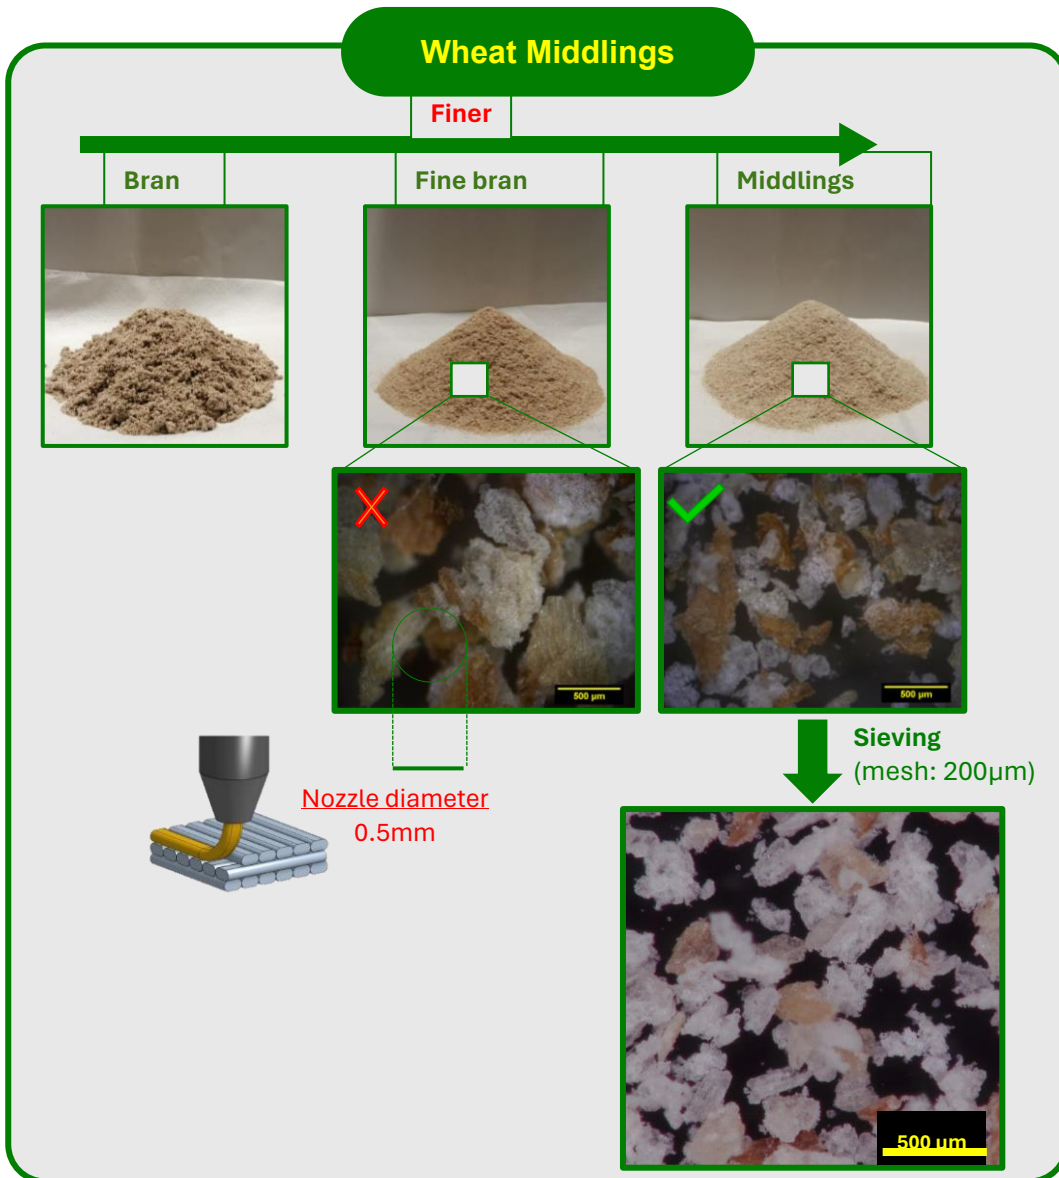 Wheat Middlings
Finer
Bran
Fine bran
Middlings
500 µm
500 µm
Sieving
(mesh: 200µm)
Nozzle diameter
0.5mm
500 µm